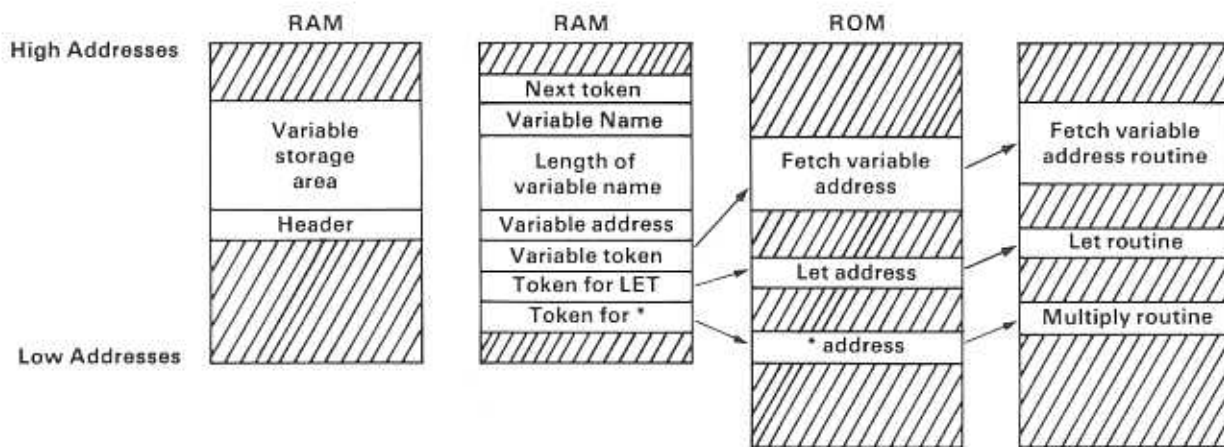 RAM
RAM
ROM
High Addresses
Low Addresses
Variable
storage
area
Header
Next token
Variable Name
Length of
variable name
Variable address
Variable token
Token for LET
Token for *
Fetch variable
address
Let address
* address
Fetch variable
address routine
Let routine
Multiply routine